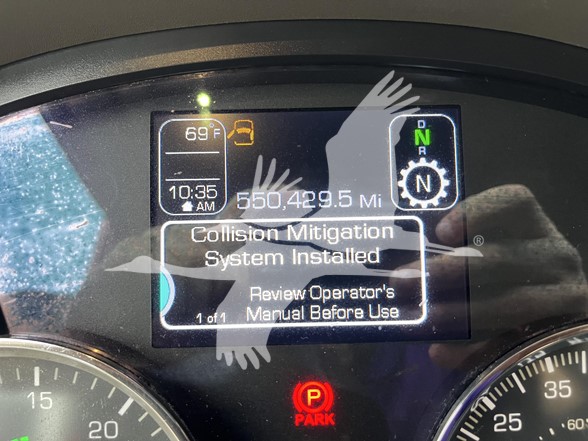 69°F
D
N
R
N
10:35
AM
550,429.5 Mi
Collision Mitigation
System Installed
Review Operator's
1 of 1 Manual Before Use
®
P
PARK
15
20
25
35
60